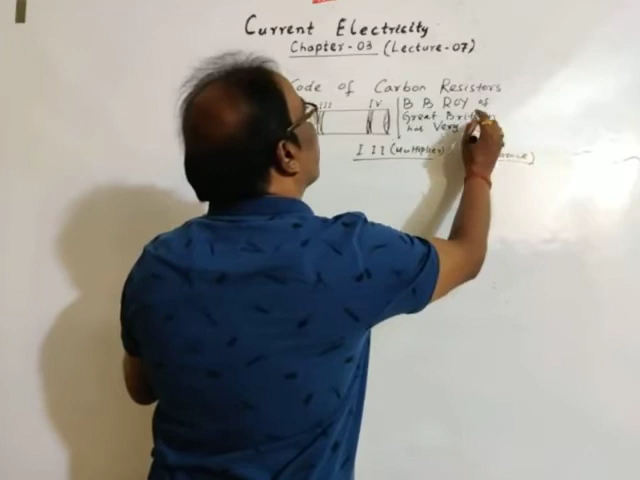 Current Electricity
Chapter-03 (Lecture-07)
Code of Carbon Resistors
III IV B B ROY of
Great
has Very
I II (Multiplier)